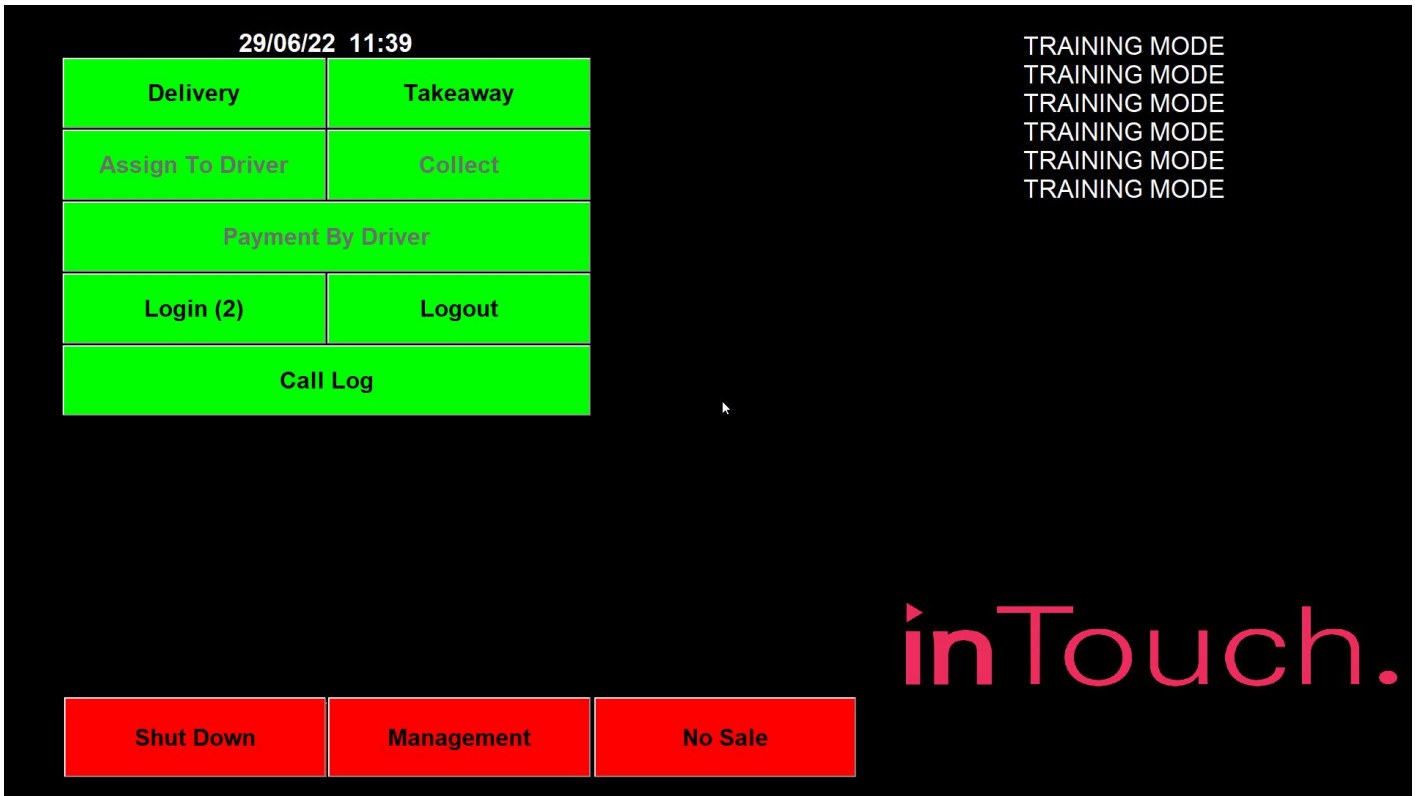 29/06/22 11:39
Delivery
Takeaway
Assign To Driver
Collect
Payment By Driver
Login (2)
Logout
Call Log
TRAINING MODE
TRAINING MODE
TRAINING MODE
TRAINING MODE
TRAINING MODE
TRAINING MODE
inTouch.
Shut Down
Management
No Sale